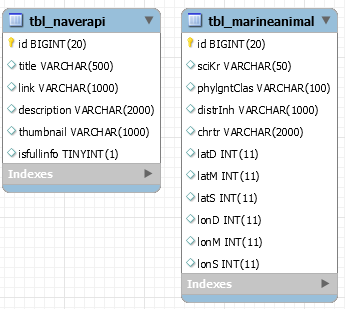 tbl_naverapi
id BIGINT(20)
title VARCHAR(500)
link VARCHAR(1000)
description VARCHAR(2000)
thumbnail VARCHAR(1000)
isfullinfo TINYINT(1)
Indexes
tbl_marineanimal
id BIGINT(20)
sciKr VARCHAR(50)
phylgntClas VARCHAR(100)
distrInh VARCHAR(1000)
chrtr VARCHAR(2000)
latD INT(11)
latM INT(11)
latS INT(11)
lonD INT(11)
lonM INT(11)
lonS INT(11)
Indexes